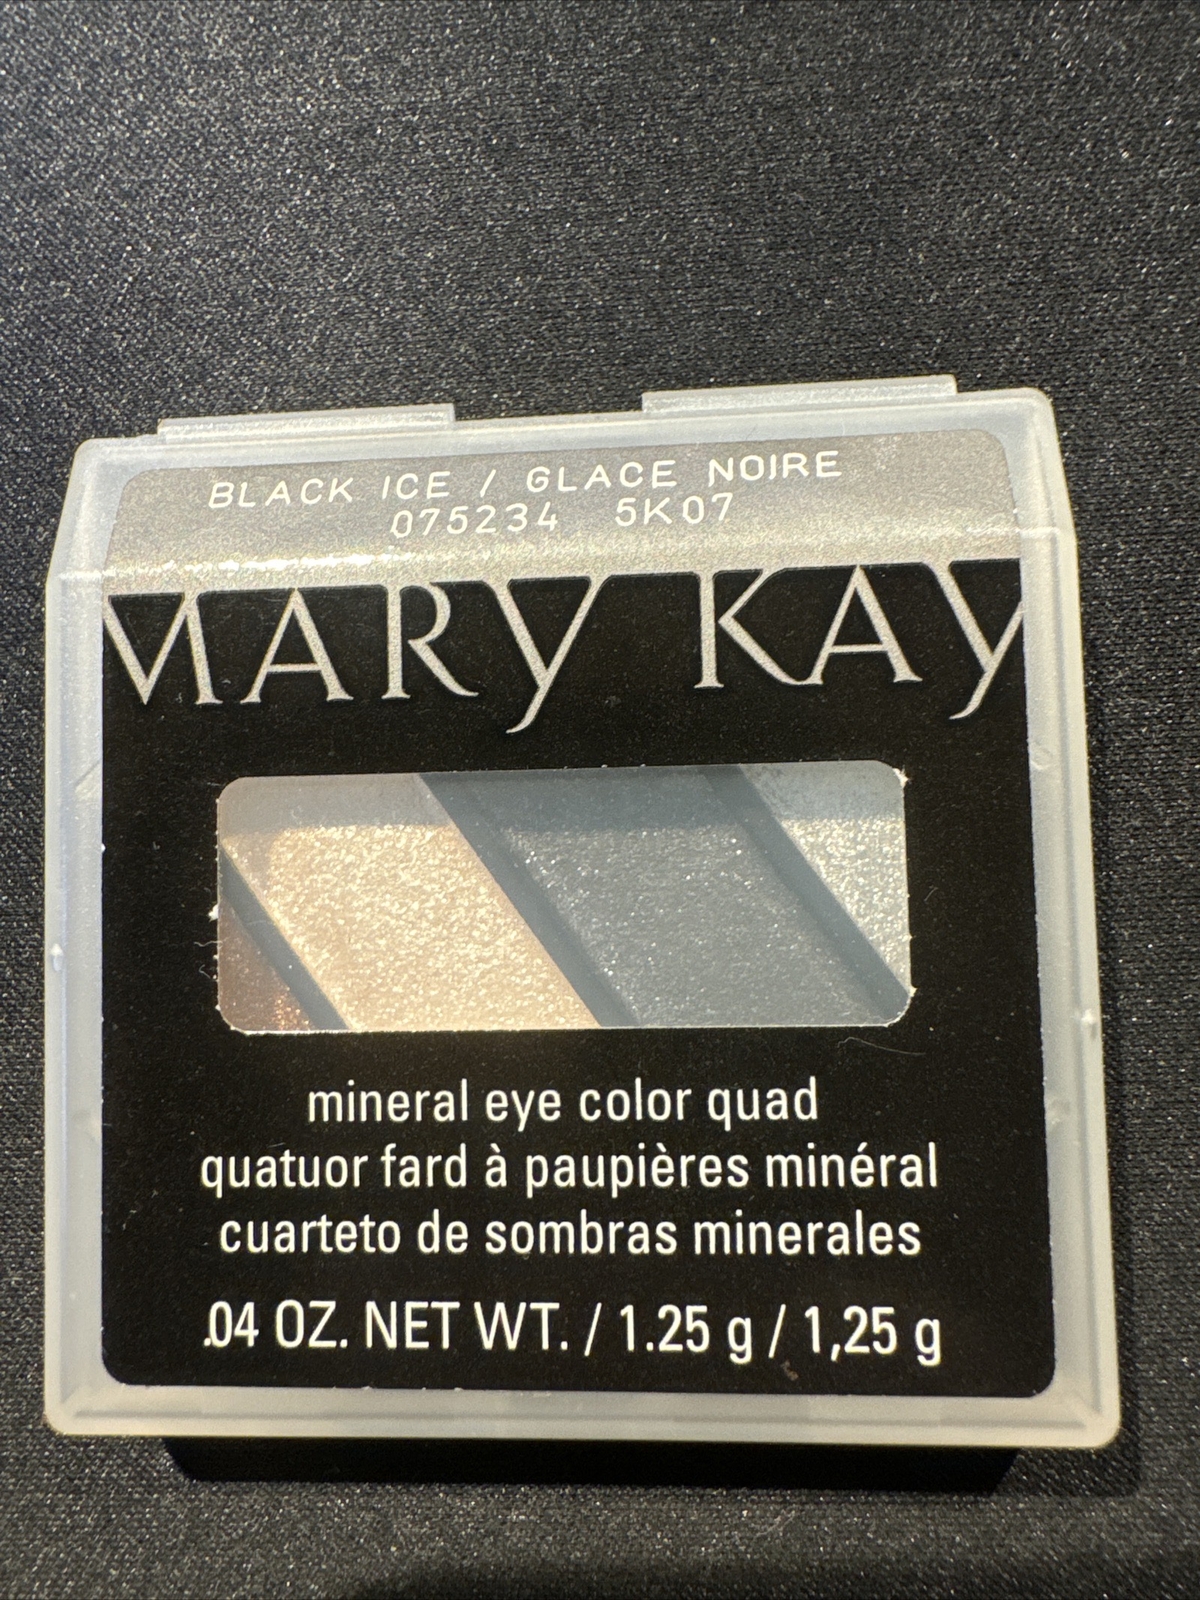 BLACK ICE / GLACE NOIRE
075234 5K07
MARY KAY
mineral eye color quad
quatuor fard à paupières minéral
cuarteto de sombras minerales
.04 OZ. NET WT. / 1.25 g / 1,25 g